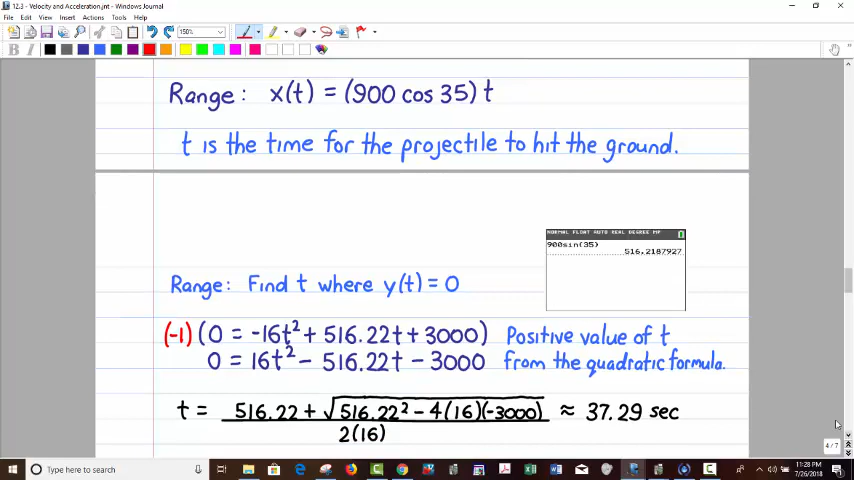 12.3 - Velocity and Acceleration.jnt - Windows Journal
File Edit View Insert Actions Tools Help
150%
B I
Range: x(t) = (900 cos 35) t
t is the time for the projectile to hit the ground.
NORMAL FLOAT AUTO REAL DEGREE MP
900sin(35)
516.2187927
Range: Find t where y(t) = 0
(-1) (0 = -16t² + 516.22t + 3000) Positive value of t
0 = 16t² - 516.22t - 3000 from the quadratic formula.
t = 516.22 + √516.22² - 4(16)(-3000) ≈ 37.29 sec
2(16)
4/7
Type here to search
11:28 PM
7/26/2018